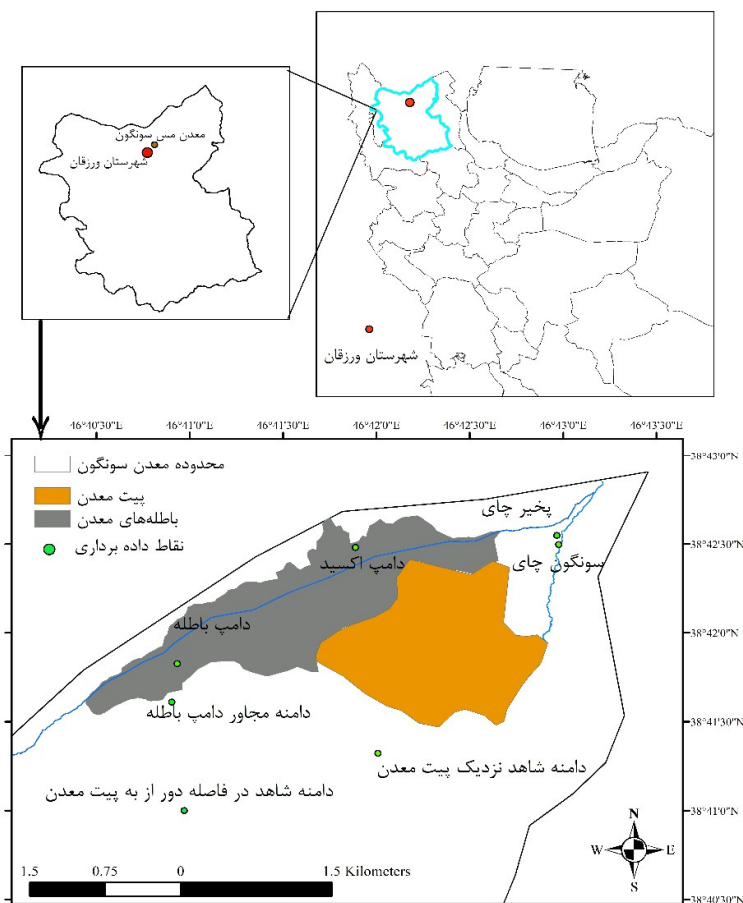 معدن مس سونگون
شهرستان ورزقان
شهرستان ورزقان
46°40'30"E 46°41'0"E 46°41'30"E 46°42'0"E 46°42'30"E 46°43'0"E 46°43'30"E
محدوده معدن سونگون
پیت معدن
باطله‌های معدن
نقاط داده برداری
پخیر چای
سونگون چای
دامپ اکسید
دامپ باطله
دامنه مجاور دامپ باطله
دامنه شاهد نزدیک پیت معدن
دامنه شاهد در فاصله دور از به پیت معدن
38°43'0"N
38°42'30"N
38°42'0"N
38°41'30"N
38°41'0"N
38°40'30"N
N
W E
S
1.5 0.75 0 1.5 Kilometers